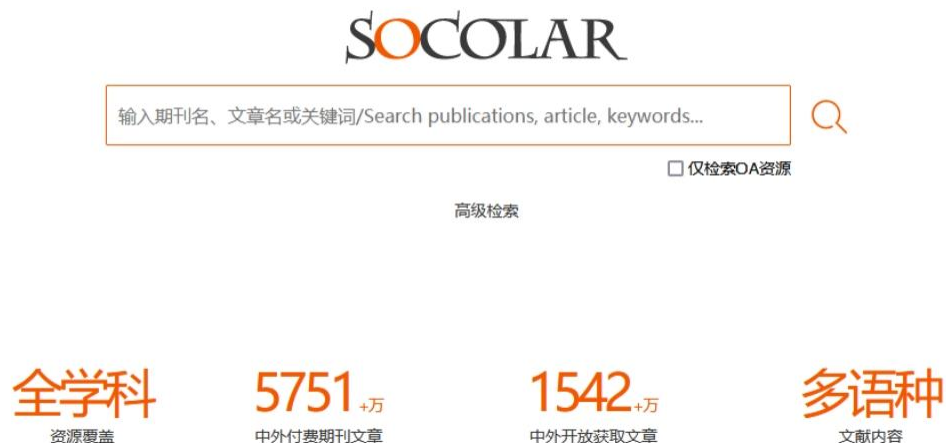 SOCOLAR
输入期刊名、文章名或关键词/Search publications, article, keywords...
仅检索OA资源
高级检索
全学科 5751+万 1542+万 多语种
资源覆盖 中外付费期刊文章 中外开放获取文章 文献内容